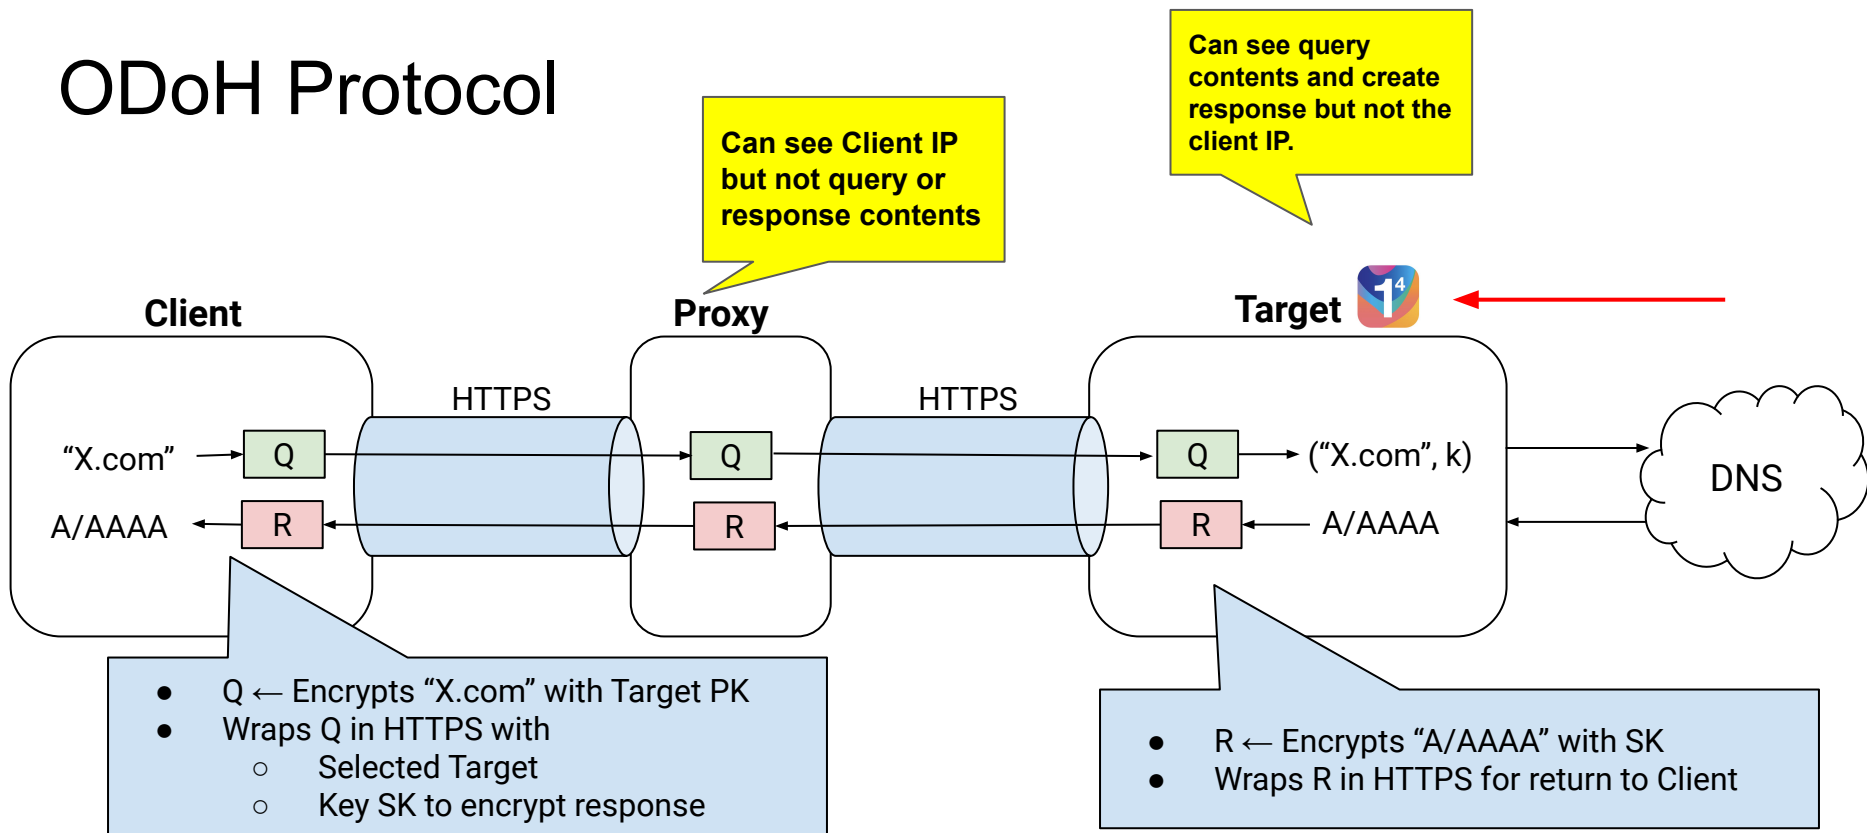 ODoH Protocol
Can see query
contents and create
response but not the
client IP.
Can see Client IP
but not query or
response contents
Client
Proxy
Target
1⁴
HTTPS
HTTPS
“X.com”
Q
Q
Q
(“X.com”, k)
A/AAAA
R
R
R
A/AAAA
DNS
● Q ← Encrypts “X.com” with Target PK
● Wraps Q in HTTPS with
○ Selected Target
○ Key SK to encrypt response
● R ← Encrypts “A/AAAA” with SK
● Wraps R in HTTPS for return to Client